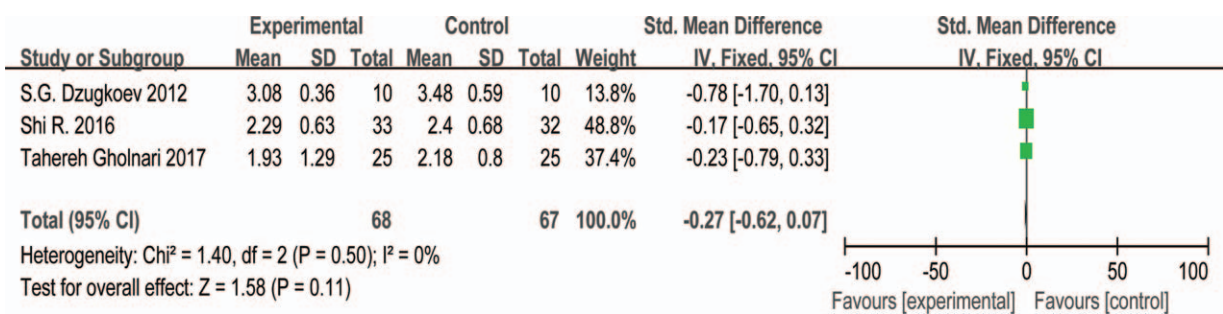 Experimental Control Std. Mean Difference Std. Mean Difference
Study or Subgroup Mean SD Total Mean SD Total Weight IV, Fixed, 95% CI IV, Fixed, 95% CI
S.G. Dzugkoev 2012 3.08 0.36 10 3.48 0.59 10 13.8% -0.78 [-1.70, 0.13]
Shi R. 2016 2.29 0.63 33 2.4 0.68 32 48.8% -0.17 [-0.65, 0.32]
Tahereh Gholnari 2017 1.93 1.29 25 2.18 0.8 25 37.4% -0.23 [-0.79, 0.33]
Total (95% CI) 68 67 100.0% -0.27 [-0.62, 0.07]
Heterogeneity: Chi² = 1.40, df = 2 (P = 0.50); I² = 0%
Test for overall effect: Z = 1.58 (P = 0.11)
-100 -50 0 50 100
Favours [experimental] Favours [control]